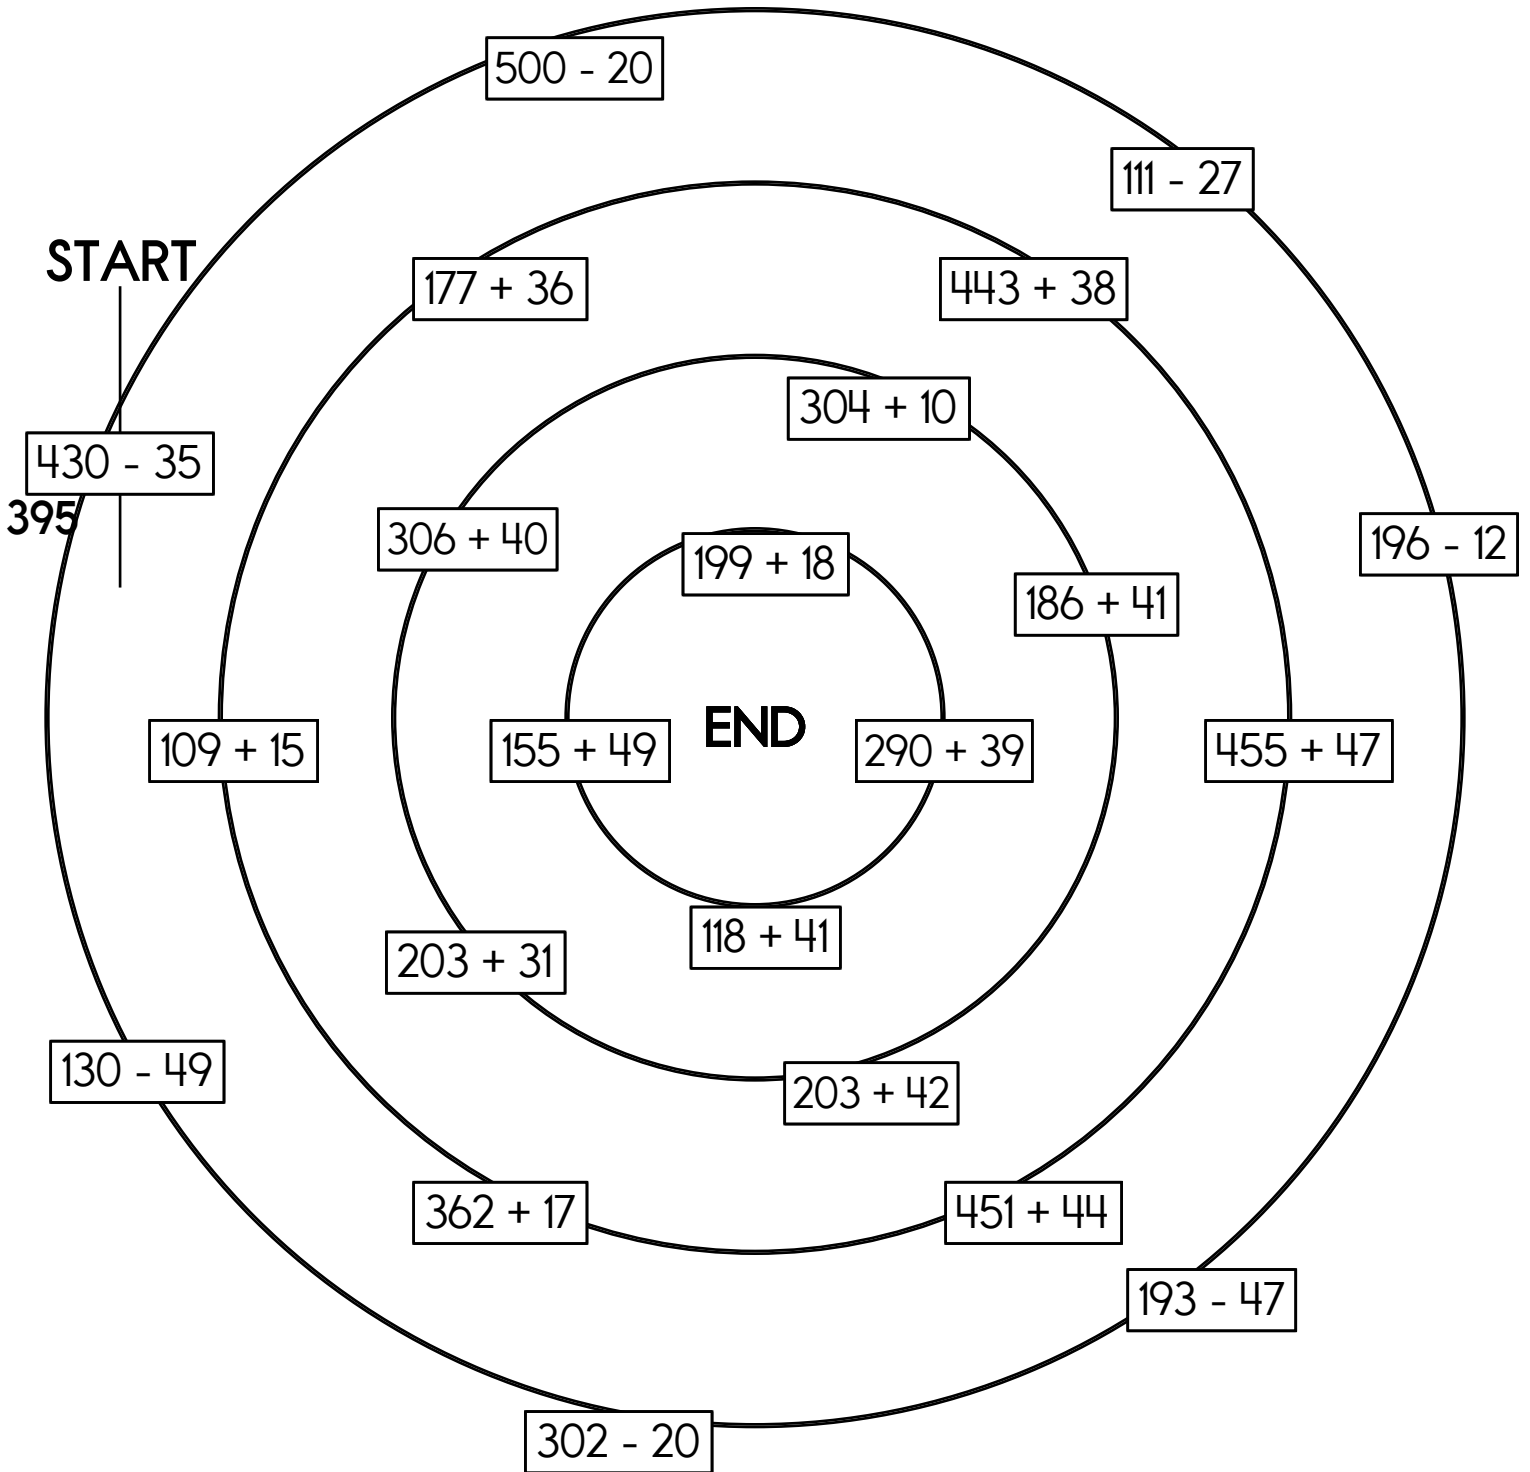 500 - 20
111 - 27
START
177 + 36
443 + 38
304 + 10
430 - 35
395
306 + 40
196 - 12
199 + 18
186 + 41
END
109 + 15
155 + 49
290 + 39
455 + 47
118 + 41
203 + 31
130 - 49
203 + 42
362 + 17
451 + 44
193 - 47
302 - 20